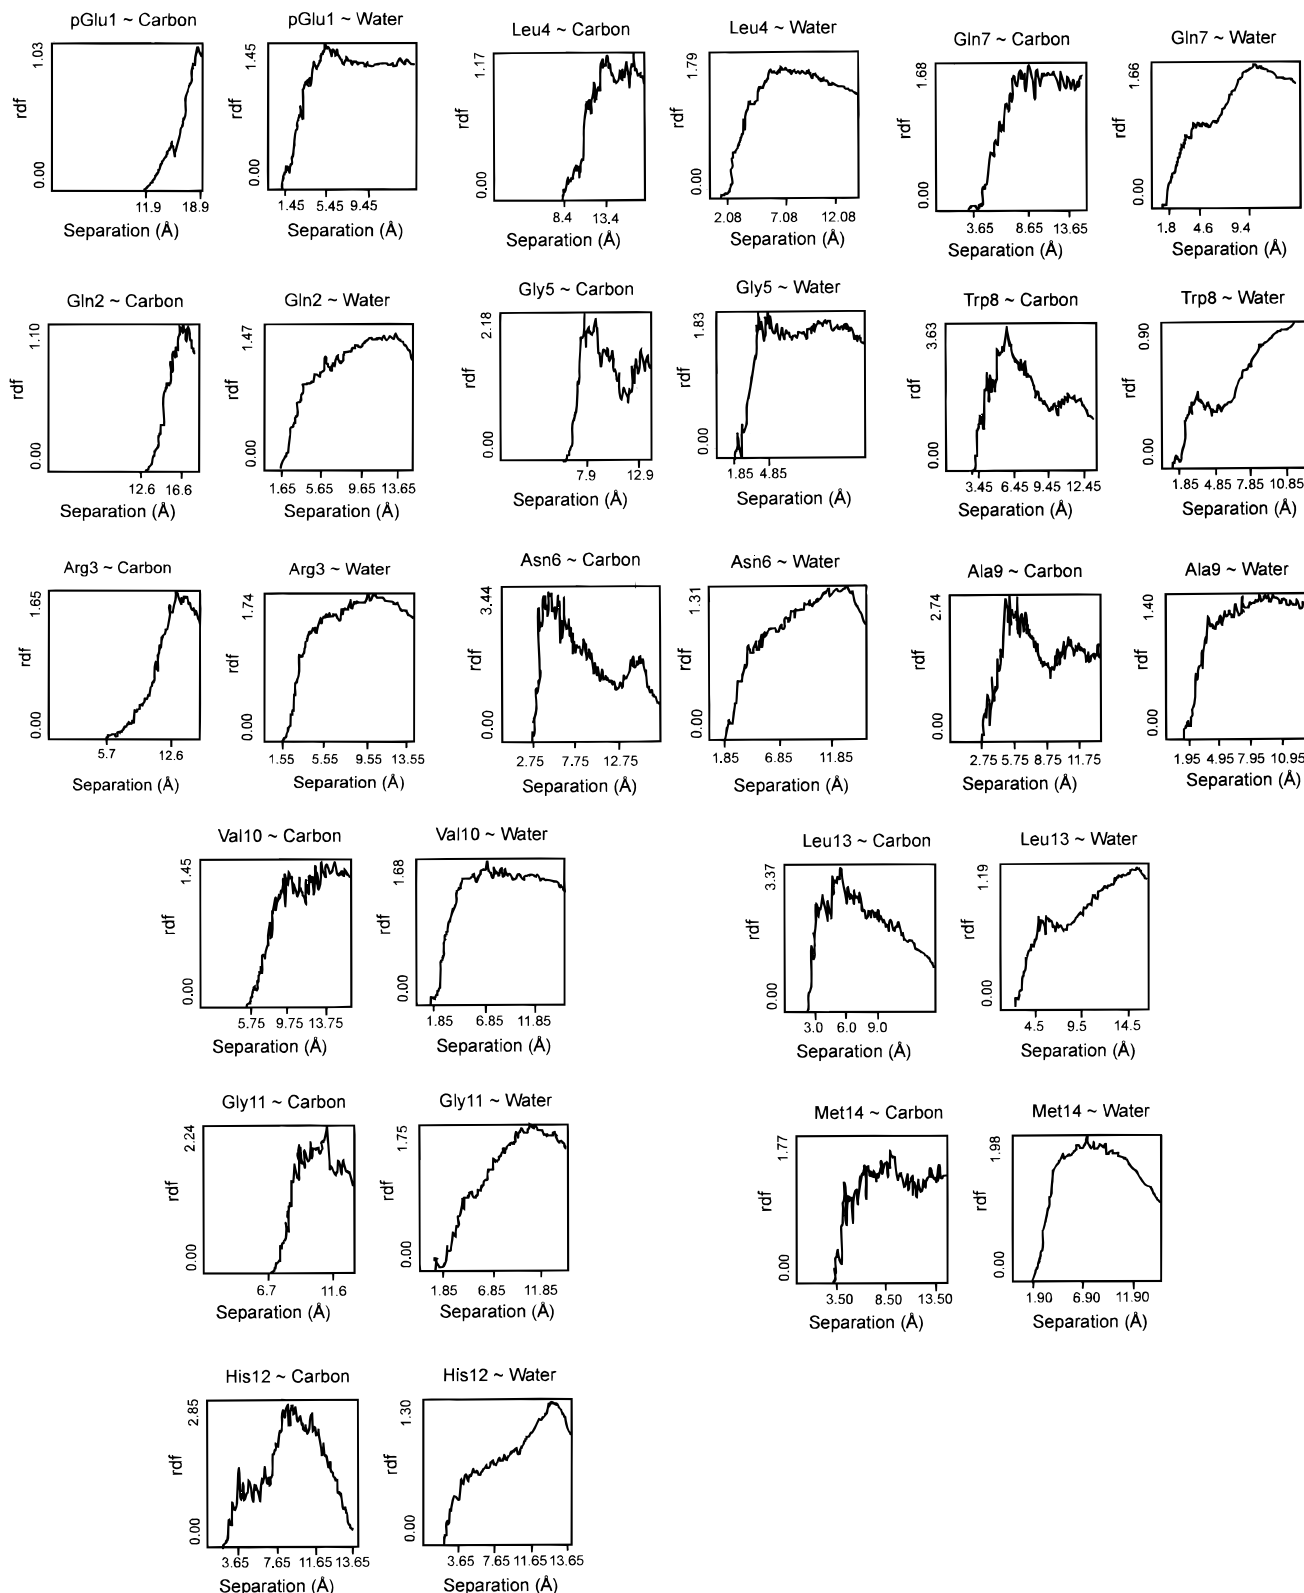 pGlu1 ~ Carbon
1.03
rdf
0.00
11.9 18.9
Separation (Å)
pGlu1 ~ Water
1.45
rdf
0.00
1.45 5.45 9.45
Separation (Å)
Leu4 ~ Carbon
1.17
rdf
0.00
8.4 13.4
Separation (Å)
Leu4 ~ Water
1.79
rdf
0.00
2.08 7.08 12.08
Separation (Å)
Gln7 ~ Carbon
1.68
rdf
0.00
3.65 8.65 13.65
Separation (Å)
Gln7 ~ Water
1.66
rdf
0.00
1.8 4.6 9.4
Separation (Å)
Gln2 ~ Carbon
1.10
rdf
0.00
12.6 16.6
Separation (Å)
Gln2 ~ Water
1.47
rdf
0.00
1.65 5.65 9.65 13.65
Separation (Å)
Gly5 ~ Carbon
2.18
rdf
0.00
7.9 12.9
Separation (Å)
Gly5 ~ Water
1.83
rdf
0.00
1.85 4.85
Separation (Å)
Trp8 ~ Carbon
3.63
rdf
0.00
3.45 6.45 9.45 12.45
Separation (Å)
Trp8 ~ Water
0.90
rdf
0.00
1.85 4.85 7.85 10.85
Separation (Å)
Arg3 ~ Carbon
1.65
rdf
0.00
5.7 12.6
Separation (Å)
Arg3 ~ Water
1.74
rdf
0.00
1.55 5.55 9.55 13.55
Separation (Å)
Asn6 ~ Carbon
3.44
rdf
0.00
2.75 7.75 12.75
Separation (Å)
Asn6 ~ Water
1.31
rdf
0.00
1.85 6.85 11.85
Separation (Å)
Ala9 ~ Carbon
2.74
rdf
0.00
2.75 5.75 8.75 11.75
Separation (Å)
Ala9 ~ Water
1.40
rdf
0.00
1.95 4.95 7.95 10.95
Separation (Å)
Val10 ~ Carbon
1.45
rdf
0.00
5.75 9.75 13.75
Separation (Å)
Val10 ~ Water
1.68
rdf
0.00
1.85 6.85 11.85
Separation (Å)
Leu13 ~ Carbon
3.37
rdf
0.00
3.0 6.0 9.0
Separation (Å)
Leu13 ~ Water
1.19
rdf
0.00
4.5 9.5 14.5
Separation (Å)
Gly11 ~ Carbon
2.24
rdf
0.00
6.7 11.6
Separation (Å)
Gly11 ~ Water
1.75
rdf
0.00
1.85 6.85 11.85
Separation (Å)
Met14 ~ Carbon
1.77
rdf
0.00
3.50 8.50 13.50
Separation (Å)
Met14 ~ Water
1.98
rdf
0.00
1.90 6.90 11.90
Separation (Å)
His12 ~ Carbon
2.85
rdf
0.00
3.65 7.65 11.65 13.65
Separation (Å)
His12 ~ Water
1.30
rdf
0.00
3.65 7.65 11.65 13.65
Separation (Å)